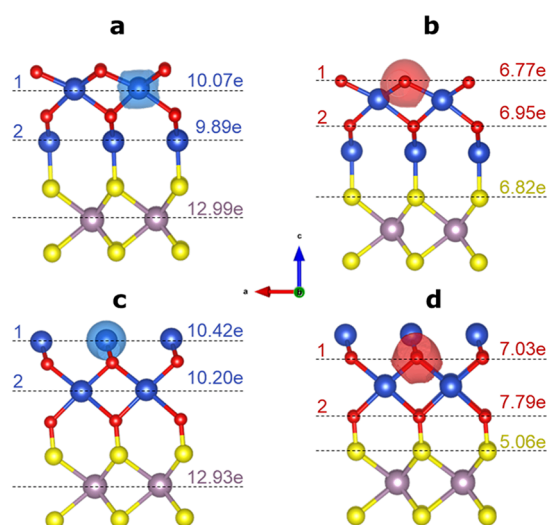 a
b
1 10.07e
2 9.89e
12.99e
1 6.77e
2 6.95e
6.82e
c
a b
c
d
1 10.42e
2 10.20e
12.93e
1 7.03e
2 7.79e
5.06e